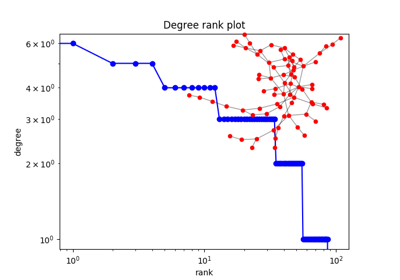 Degree rank plot
degree
6 × 10⁰
4 × 10⁰
3 × 10⁰
2 × 10⁰
10⁰
10⁰
10¹
10²
rank